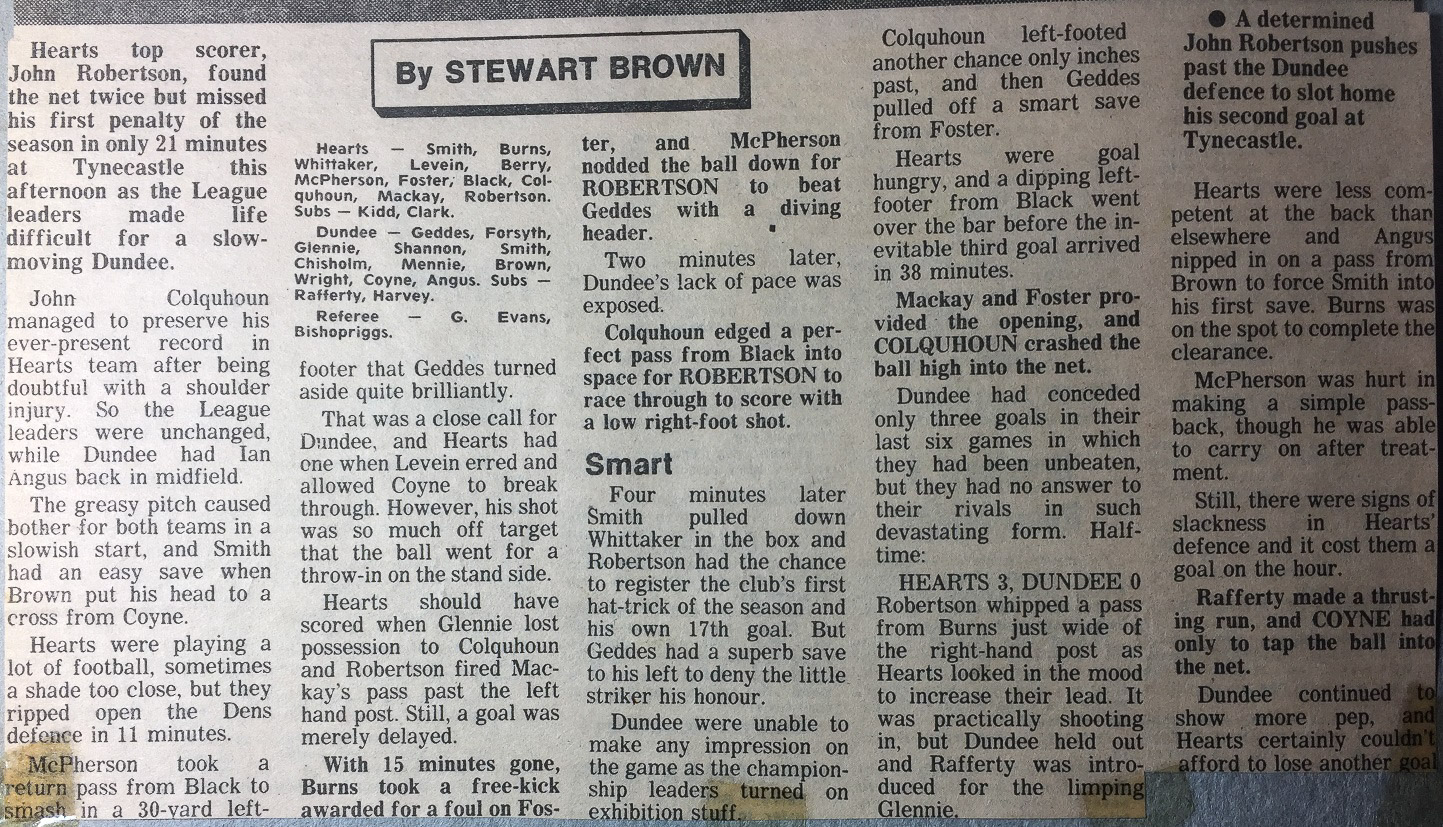 Hearts top scorer,
John Robertson, found
the net twice but missed
his first penalty of the
season in only 21 minutes
at Tynecastle this
afternoon as the League
leaders made life
difficult for a slow-
moving Dundee.
John Colquhoun
managed to preserve his
ever-present record in
Hearts team after being
doubtful with a shoulder
injury. So the League
leaders were unchanged,
while Dundee had Ian
Angus back in midfield.
The greasy pitch caused
bother for both teams in a
slowish start, and Smith
had an easy save when
Brown put his head to a
cross from Coyne.
Hearts were playing a
lot of football, sometimes
a shade too close, but they
ripped open the Dens
defence in 11 minutes.
McPherson took a
return pass from Black to
smash in a 30-yard left-
By STEWART BROWN
Hearts — Smith, Burns,
Whittaker, Levein, Berry,
McPherson, Foster, Black, Col-
quhoun, Mackay, Robertson.
Subs — Kidd, Clark.
Dundee — Geddes, Forsyth,
Glennie, Shannon, Smith,
Chisholm, Mennie, Brown,
Wright, Coyne, Angus. Subs —
Rafferty, Harvey.
Referee — G. Evans,
Bishopriggs.
footer that Geddes turned
aside quite brilliantly.
That was a close call for
Dundee, and Hearts had
one when Levein erred and
allowed Coyne to break
through. However, his shot
was so much off target
that the ball went for a
throw-in on the stand side.
Hearts should have
scored when Glennie lost
possession to Colquhoun
and Robertson fired Mac-
kay's pass past the left
hand post. Still, a goal was
merely delayed.
With 15 minutes gone,
Burns took a free-kick
awarded for a foul on Fos-
ter, and McPherson
nodded the ball down for
ROBERTSON to beat
Geddes with a diving
header.
Two minutes later,
Dundee's lack of pace was
exposed.
Colquhoun edged a per-
fect pass from Black into
space for ROBERTSON to
race through to score with
a low right-foot shot.
Smart
Four minutes later
Smith pulled down
Whittaker in the box and
Robertson had the chance
to register the club's first
hat-trick of the season and
his own 17th goal. But
Geddes had a superb save
to his left to deny the little
striker his honour.
Dundee were unable to
make any impression on
the game as the champion-
ship leaders turned on
exhibition stuff.
Colquhoun left-footed
another chance only inches
past, and then Geddes
pulled off a smart save
from Foster.
Hearts were goal
hungry, and a dipping left-
footer from Black went
over the bar before the in-
evitable third goal arrived
in 38 minutes.
Mackay and Foster pro-
vided the opening, and
COLQUHOUN crashed the
ball high into the net.
Dundee had conceded
only three goals in their
last six games in which
they had been unbeaten,
but they had no answer to
their rivals in such
devastating form. Half-
time:
HEARTS 3, DUNDEE 0
Robertson whipped a pass
from Burns just wide of
the right-hand post as
Hearts looked in the mood
to increase their lead. It
was practically shooting
in, but Dundee held out
and Rafferty was intro-
duced for the limping
Glennie.
● A determined
John Robertson pushes
past the Dundee
defence to slot home
his second goal at
Tynecastle.
Hearts were less com-
petent at the back than
elsewhere and Angus
nipped in on a pass from
Brown to force Smith into
his first save. Burns was
on the spot to complete the
clearance.
McPherson was hurt in
making a simple pass-
back, though he was able
to carry on after treat-
ment.
Still, there were signs of
slackness in Hearts'
defence and it cost them a
goal on the hour.
Rafferty made a thrust-
ing run, and COYNE had
only to tap the ball into
the net.
Dundee continued to
show more pep, and
Hearts certainly couldn't
afford to lose another goal